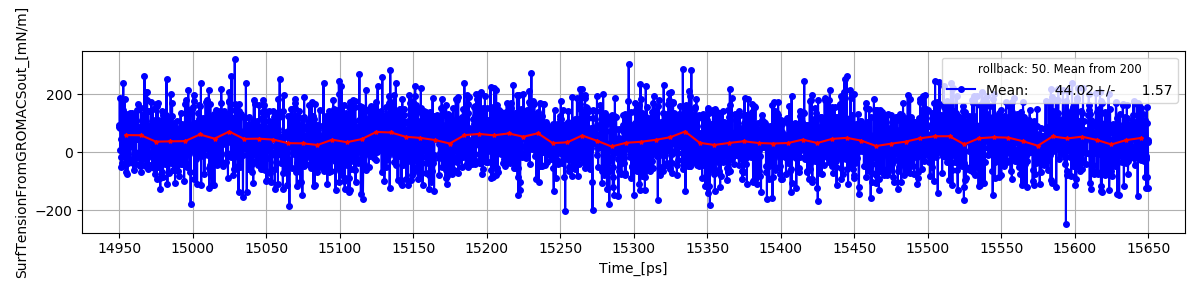 SurfTensionFromGROMACSout_[mN/m]
200
0
−200
rollback: 50. Mean from 200
Mean: 44.02+/- 1.57
14950 15000 15050 15100 15150 15200 15250 15300 15350 15400 15450 15500 15550 15600 15650
Time_[ps]